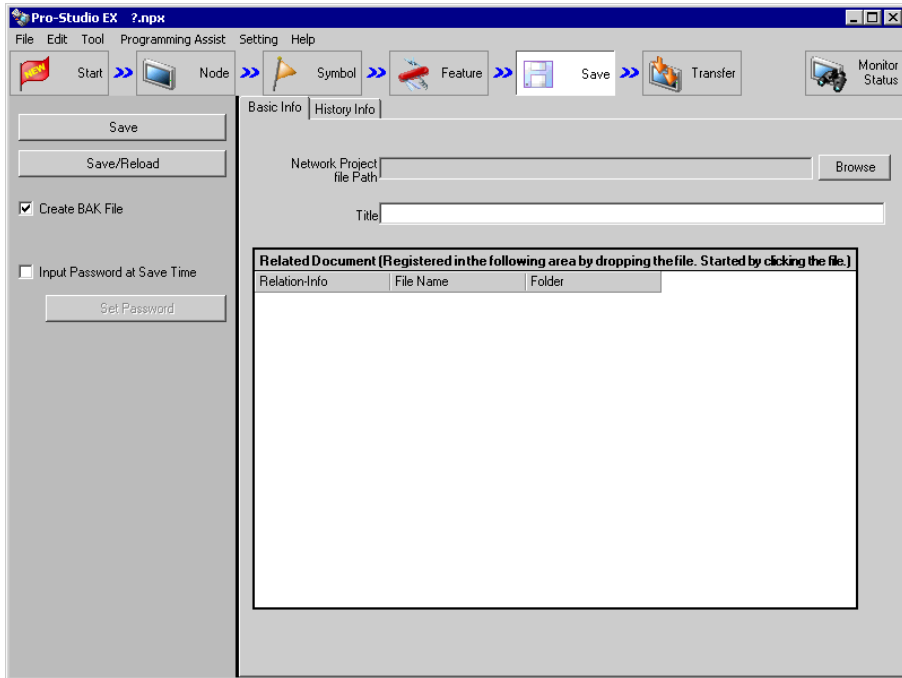 Pro-Studio EX ?.npx
File Edit Tool Programming Assist Setting Help
NEW Start Node Symbol Feature Save Transfer Monitor Status
Basic Info History Info
Save
Save/Reload
Create BAK File
Input Password at Save Time
Set Password
Network Project
file Path
Browse
Title
Related Document (Registered in the following area by dropping the file. Started by clicking the file.)
Relation-Info File Name Folder